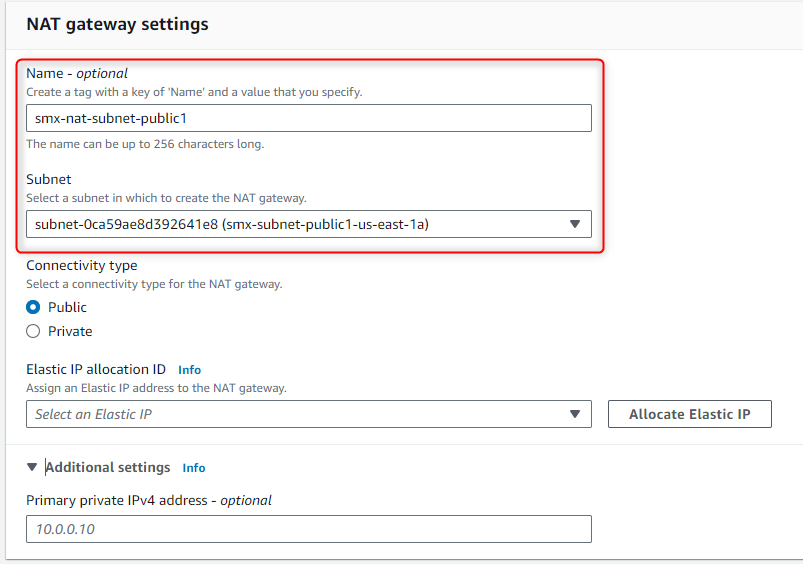 NAT gateway settings
Name - optional
Create a tag with a key of 'Name' and a value that you specify.
smx-nat-subnet-public1
The name can be up to 256 characters long.
Subnet
Select a subnet in which to create the NAT gateway.
subnet-0ca59ae8d392641e8 (smx-subnet-public1-us-east-1a)
Connectivity type
Select a connectivity type for the NAT gateway.
Public
Private
Elastic IP allocation ID Info
Assign an Elastic IP address to the NAT gateway.
Select an Elastic IP Allocate Elastic IP
Additional settings Info
Primary private IPv4 address - optional
10.0.0.10